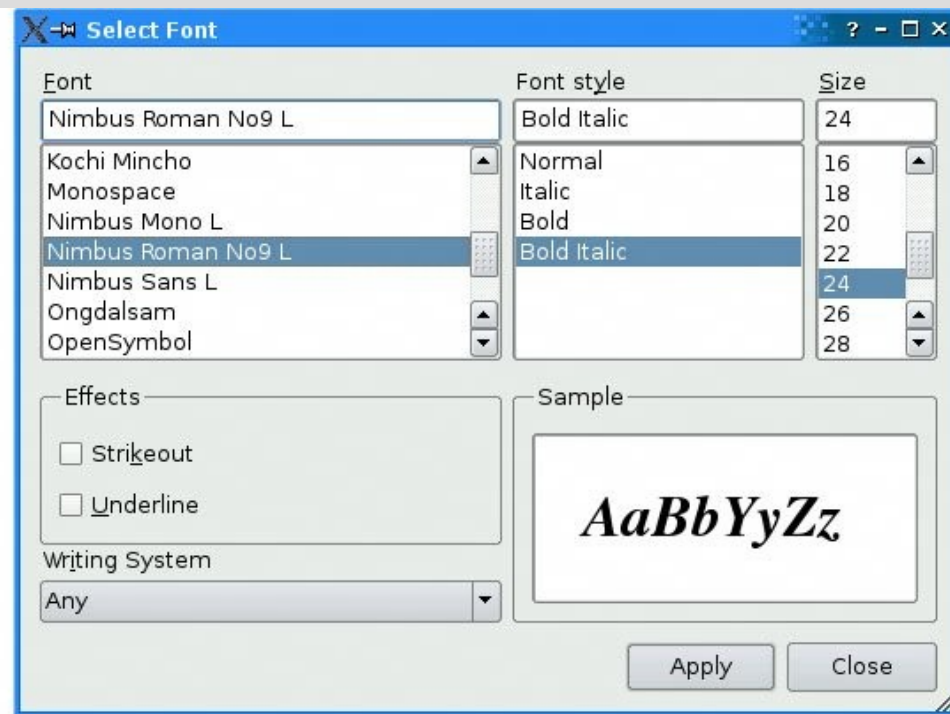 Select Font
Font
Font style
Size
Nimbus Roman No9 L
Bold Italic
24
Kochi Mincho
Monospace
Nimbus Mono L
Nimbus Roman No9 L
Nimbus Sans L
Ongdalsam
OpenSymbol
Normal
Italic
Bold
Bold Italic
16
18
20
22
24
26
28
Effects
Strikeout
Underline
Sample
AaBbYyZz
Writing System
Any
Apply
Close